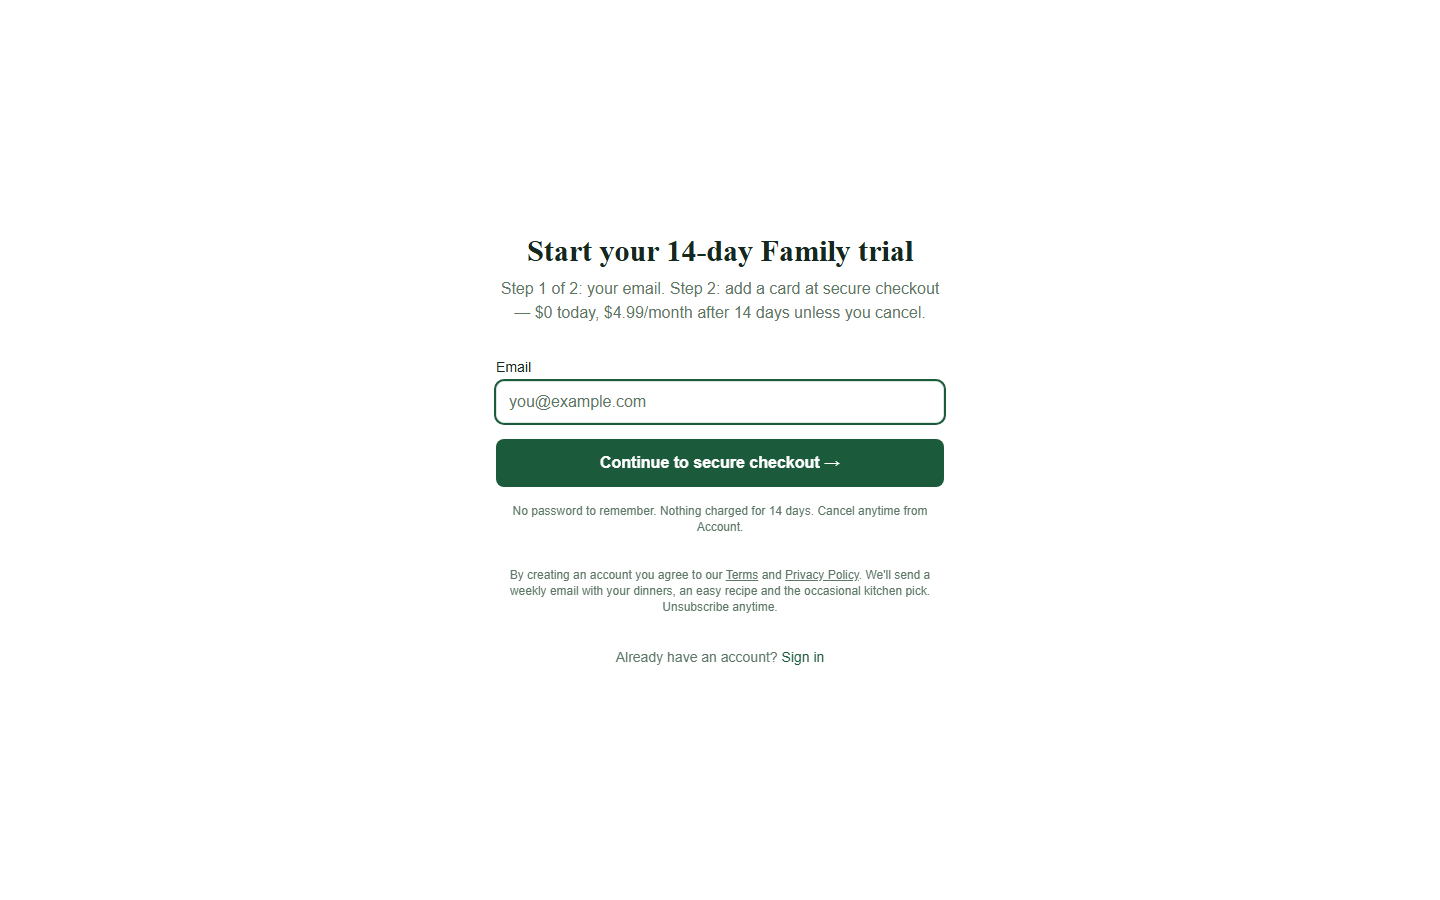 Start your 14-day Family trial
Step 1 of 2: your email. Step 2: add a card at secure checkout
— $0 today, $4.99/month after 14 days unless you cancel.
Email
you@example.com
Continue to secure checkout →
No password to remember. Nothing charged for 14 days. Cancel anytime from
Account.
By creating an account you agree to our Terms and Privacy Policy. We'll send a
weekly email with your dinners, an easy recipe and the occasional kitchen pick.
Unsubscribe anytime.
Already have an account? Sign in